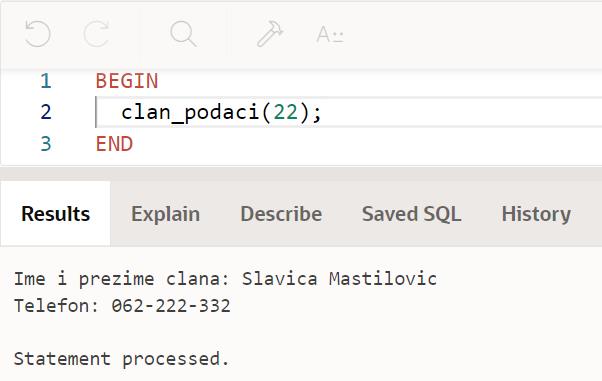 A
1 BEGIN
2 clan_podaci(22);
3 END
Results Explain Describe Saved SQL History
Ime i prezime clana: Slavica Mastilovic
Telefon: 062-222-332
Statement processed.